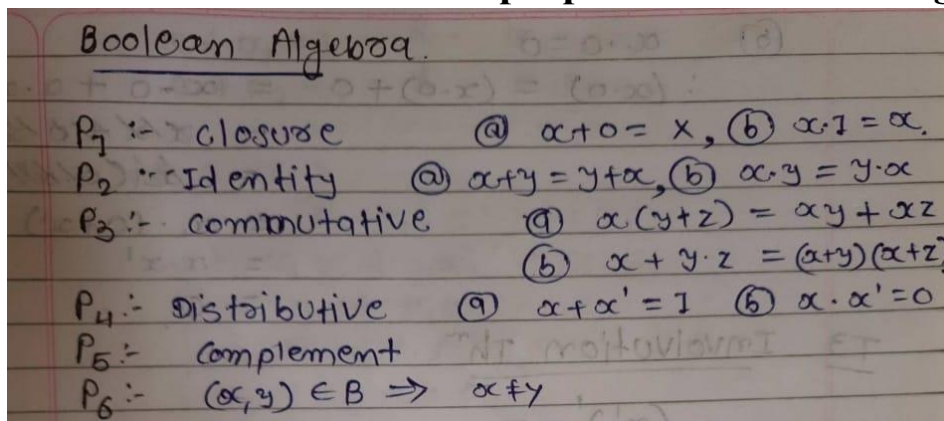 Boolean Algebra.
P1 :- closure ⓐ x+0 = x, ⓑ x·1 = x.
P2 :- Identity ⓐ x+y = y+x, ⓑ x·y = y·x
P3 :- commutative ⓐ x(y+z) = xy + xz
ⓑ x + y·z = (x+y)(x+z)
P4 :- Distributive ⓐ x+x' = 1 ⓑ x·x' = 0
P5 :- complement
P6 :- (x,y) ∈ B ⇒ x≠y